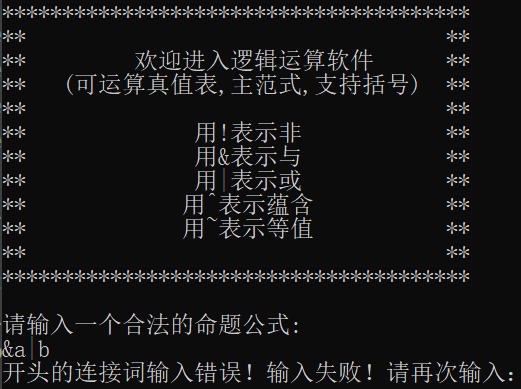 ***************************************
** **
** 欢迎进入逻辑运算软件 **
** (可运算真值表,主范式,支持括号) **
** **
** 用!表示非 **
** 用&表示与 **
** 用|表示或 **
** 用^表示蕴含 **
** 用~表示等值 **
** **
***************************************
请输入一个合法的命题公式:
&a|b
开头的连接词输入错误！输入失败！请再次输入: